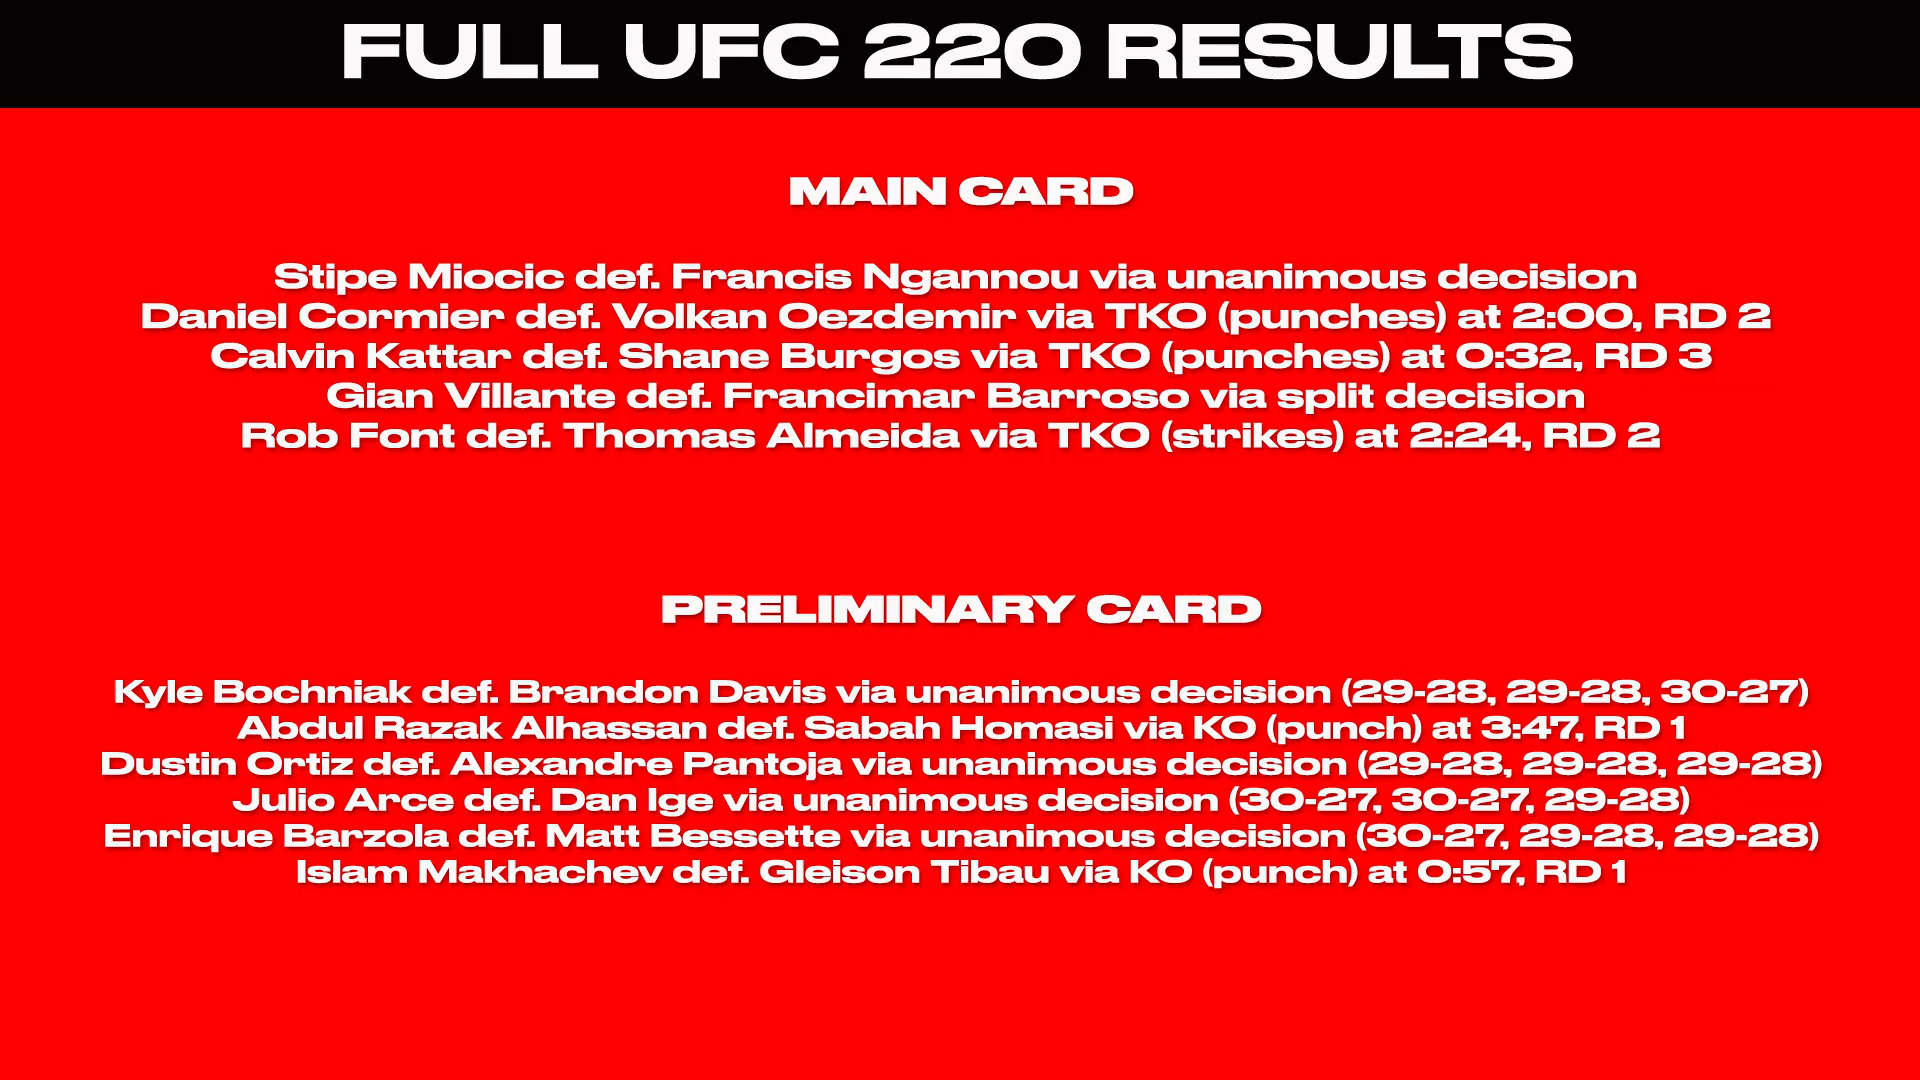 FULL UFC 220 RESULTS
MAIN CARD
Stipe Miocic def. Francis Ngannou via unanimous decision
Daniel Cormier def. Volkan Oezdemir via TKO (punches) at 2:00, RD 2
Calvin Kattar def. Shane Burgos via TKO (punches) at 0:32, RD 3
Gian Villante def. Francimar Barroso via split decision
Rob Font def. Thomas Almeida via TKO (strikes) at 2:24, RD 2
PRELIMINARY CARD
Kyle Bochniak def. Brandon Davis via unanimous decision (29-28, 29-28, 30-27)
Abdul Razak Alhassan def. Sabah Homasi via KO (punch) at 3:47, RD 1
Dustin Ortiz def. Alexandre Pantoja via unanimous decision (29-28, 29-28, 29-28)
Julio Arce def. Dan Ige via unanimous decision (30-27, 30-27, 29-28)
Enrique Barzola def. Matt Bessette via unanimous decision (30-27, 29-28, 29-28)
Islam Makhachev def. Gleison Tibau via KO (punch) at 0:57, RD 1